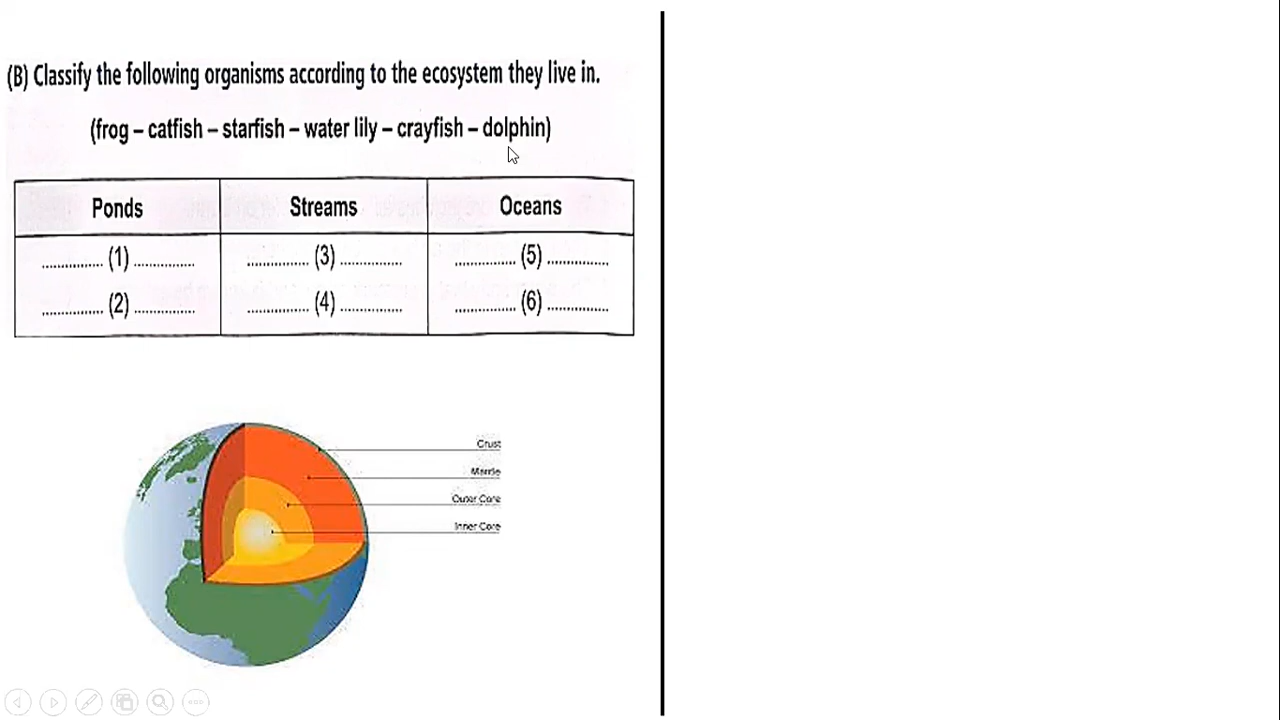 (B) Classify the following organisms according to the ecosystem they live in.
(frog – catfish – starfish – water lily – crayfish – dolphin)
Ponds Streams Oceans
............ (1) ............ ............ (3) ............ ............ (5) ............
............ (2) ............ ............ (4) ............ ............ (6) ............
Crust
Mantle
Outer Core
Inner Core